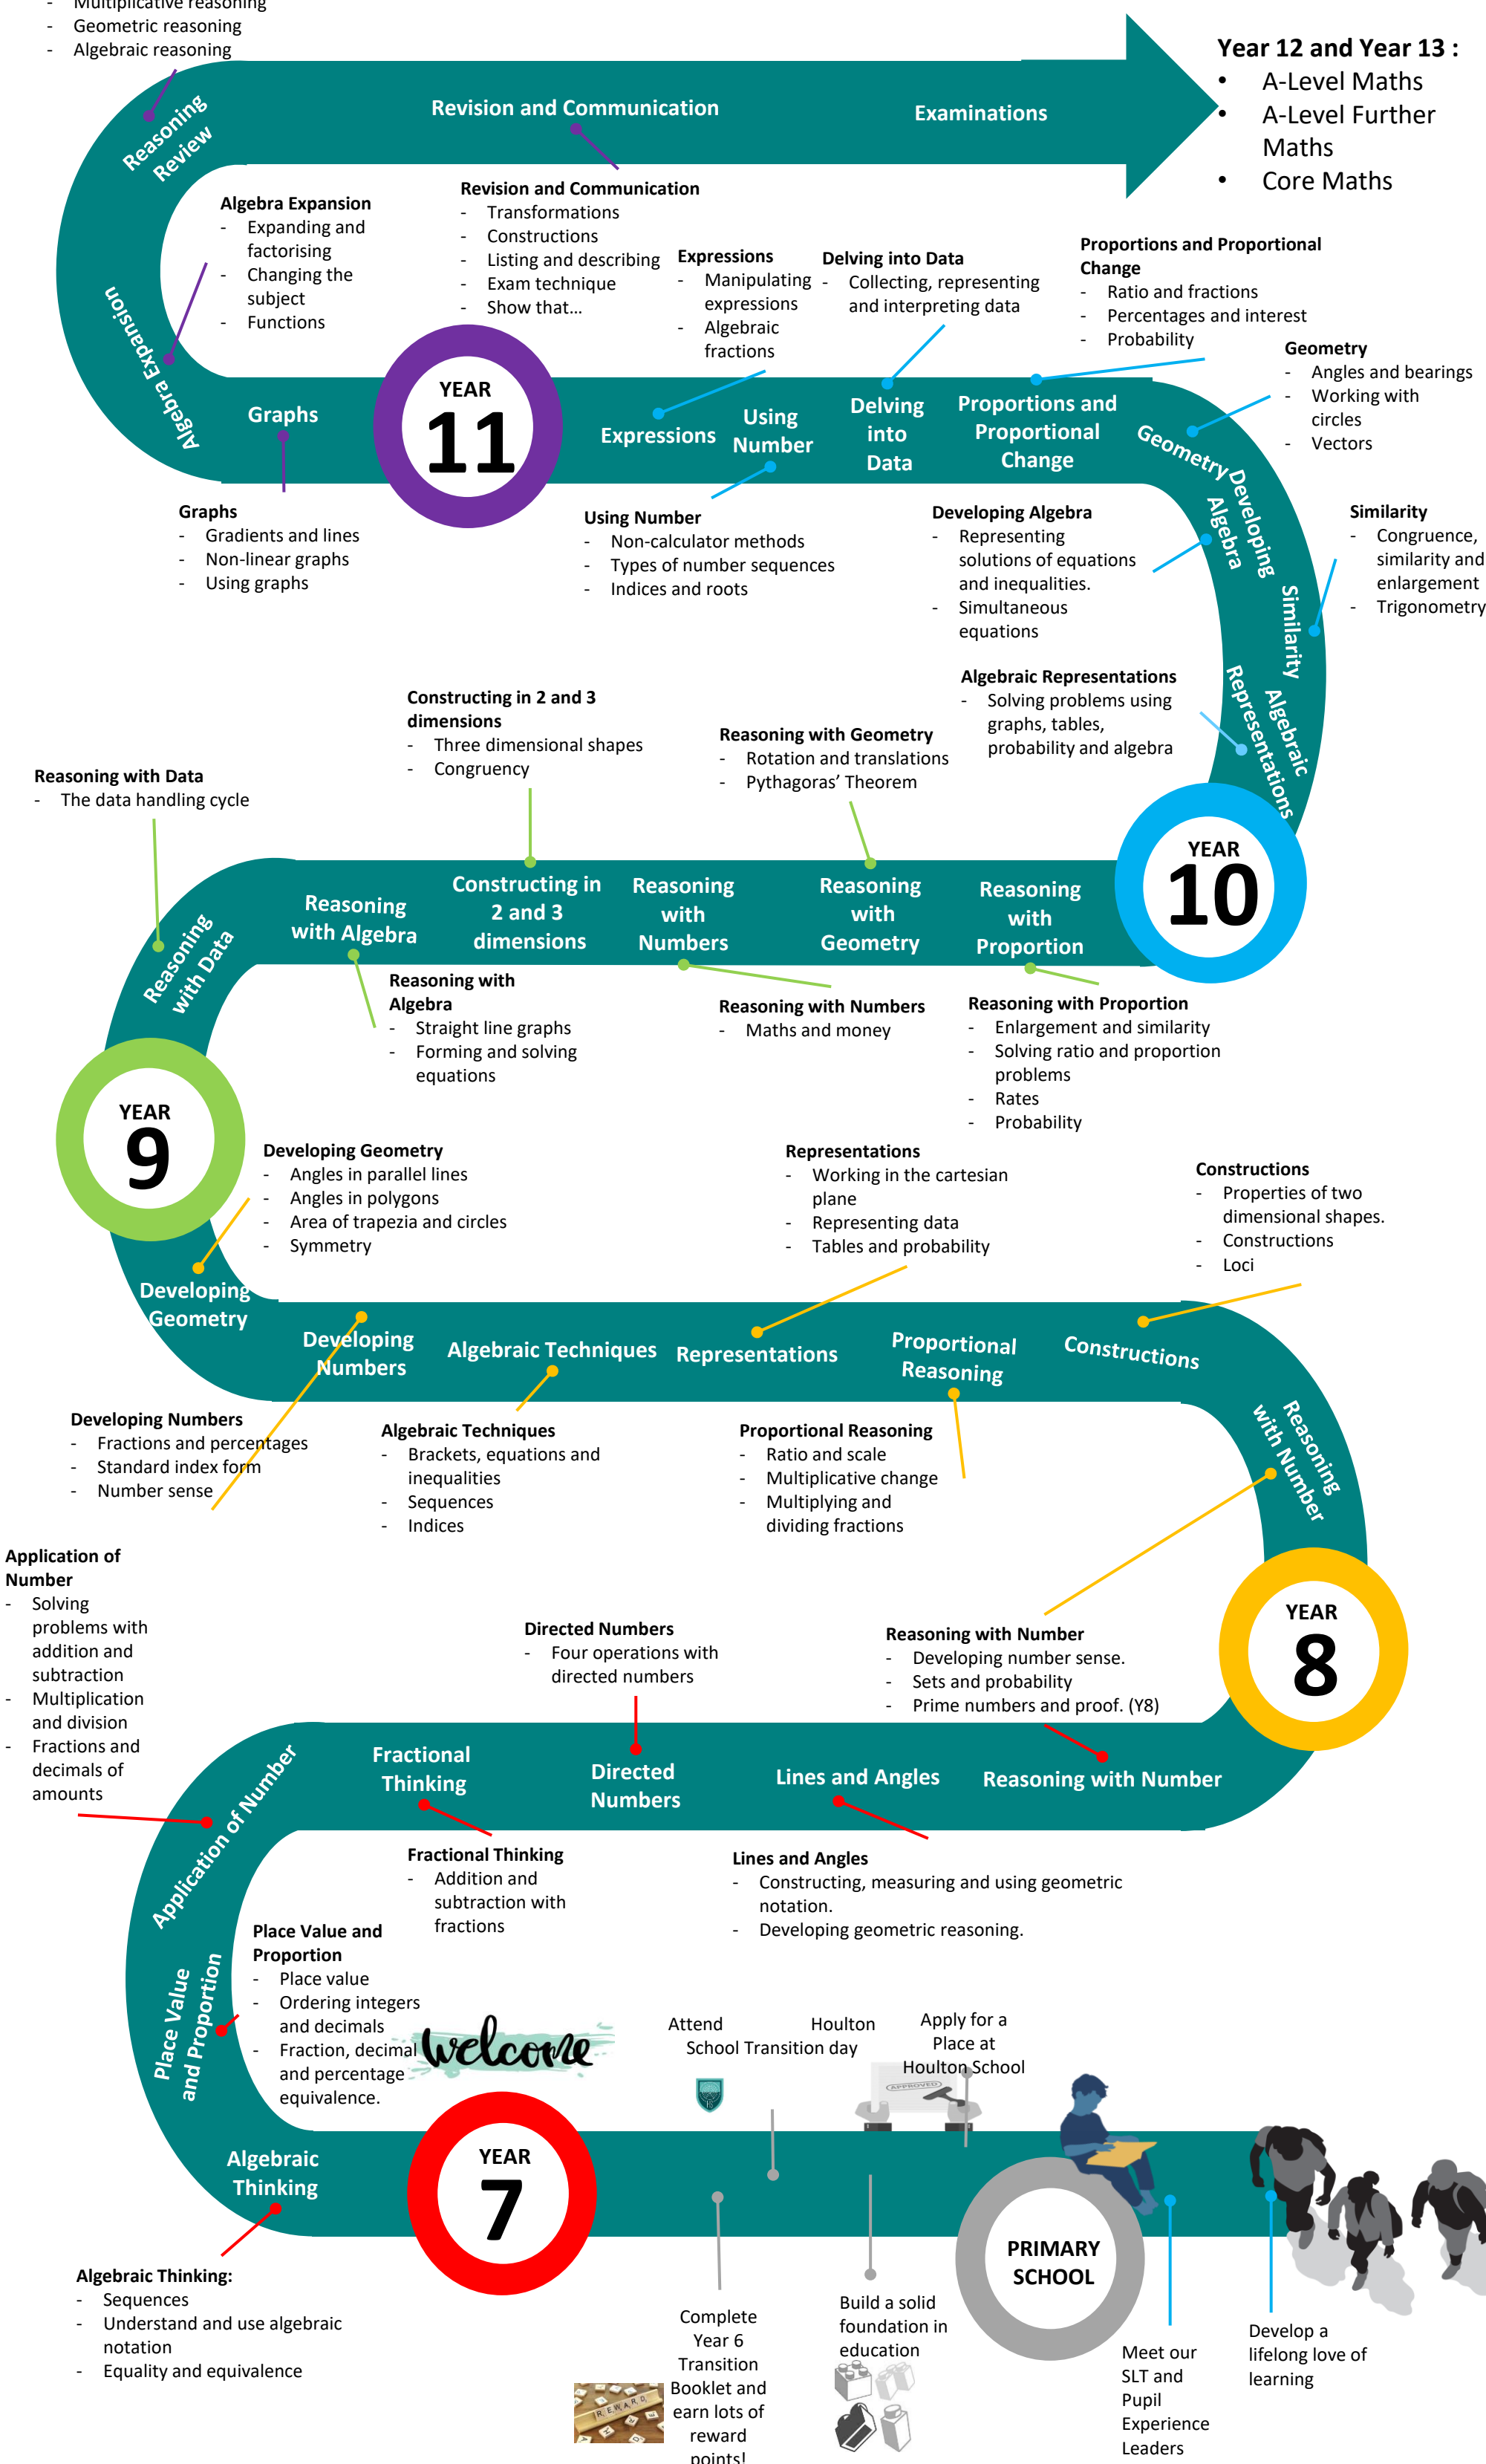 - Multiplicative reasoning
- Geometric reasoning
- Algebraic reasoning
Year 12 and Year 13 :
• A-Level Maths
• A-Level Further
Maths
• Core Maths
Reasoning
Review
Revision and Communication
Examinations
Algebra Expansion
- Expanding and
factorising
- Changing the
subject
- Functions
Revision and Communication
- Transformations
- Constructions
- Listing and describing
- Exam technique
- Show that...
Expressions
- Manipulating
expressions
- Algebraic
fractions
Delving into Data
- Collecting, representing
and interpreting data
Proportions and Proportional
Change
- Ratio and fractions
- Percentages and interest
- Probability
Geometry
- Angles and bearings
- Working with
circles
- Vectors
Algebra Expansion
Graphs
YEAR
11
Expressions
Using
Number
Delving
into
Data
Proportions and
Proportional
Change
Geometry
Developing
Algebra
Similarity
Algebraic
Representations
Graphs
- Gradients and lines
- Non-linear graphs
- Using graphs
Using Number
- Non-calculator methods
- Types of number sequences
- Indices and roots
Developing Algebra
- Representing
solutions of equations
and inequalities.
- Simultaneous
equations
Similarity
- Congruence,
similarity and
enlargement
- Trigonometry
Algebraic Representations
- Solving problems using
graphs, tables,
probability and algebra
Constructing in 2 and 3
dimensions
- Three dimensional shapes
- Congruency
Reasoning with Geometry
- Rotation and translations
- Pythagoras' Theorem
Reasoning with Data
- The data handling cycle
YEAR
10
Reasoning
with Data
Reasoning
with Algebra
Constructing in
2 and 3
dimensions
Reasoning
with
Numbers
Reasoning
with
Geometry
Reasoning
with
Proportion
Reasoning with
Algebra
- Straight line graphs
- Forming and solving
equations
Reasoning with Numbers
- Maths and money
Reasoning with Proportion
- Enlargement and similarity
- Solving ratio and proportion
problems
- Rates
- Probability
YEAR
9
Developing Geometry
- Angles in parallel lines
- Angles in polygons
- Area of trapezia and circles
- Symmetry
Representations
- Working in the cartesian
plane
- Representing data
- Tables and probability
Constructions
- Properties of two
dimensional shapes.
- Constructions
- Loci
Developing
Geometry
Developing
Numbers
Algebraic Techniques
Representations
Proportional
Reasoning
Constructions
Reasoning
with Number
Developing Numbers
- Fractions and percentages
- Standard index form
- Number sense
Algebraic Techniques
- Brackets, equations and
inequalities
- Sequences
- Indices
Proportional Reasoning
- Ratio and scale
- Multiplicative change
- Multiplying and
dividing fractions
Application of
Number
- Solving
problems with
addition and
subtraction
- Multiplication
and division
- Fractions and
decimals of
amounts
Directed Numbers
- Four operations with
directed numbers
Reasoning with Number
- Developing number sense.
- Sets and probability
- Prime numbers and proof. (Y8)
YEAR
8
Application of Number
Fractional
Thinking
Directed
Numbers
Lines and Angles
Reasoning with Number
Fractional Thinking
- Addition and
subtraction with
fractions
Lines and Angles
- Constructing, measuring and using geometric
notation.
- Developing geometric reasoning.
Place Value
and Proportion
Place Value and
Proportion
- Place value
- Ordering integers
and decimals
- Fraction, decimal
and percentage
equivalence.
welcome
Attend Houlton
School Transition day
Apply for a
Place at
Houlton School
APPROVED
Algebraic
Thinking
YEAR
7
PRIMARY
SCHOOL
Algebraic Thinking:
- Sequences
- Understand and use algebraic
notation
- Equality and equivalence
Complete
Year 6
Transition
Booklet and
earn lots of
reward
points!
REWARD
Build a solid
foundation in
education
Meet our
SLT and
Pupil
Experience
Leaders
Develop a
lifelong love of
learning